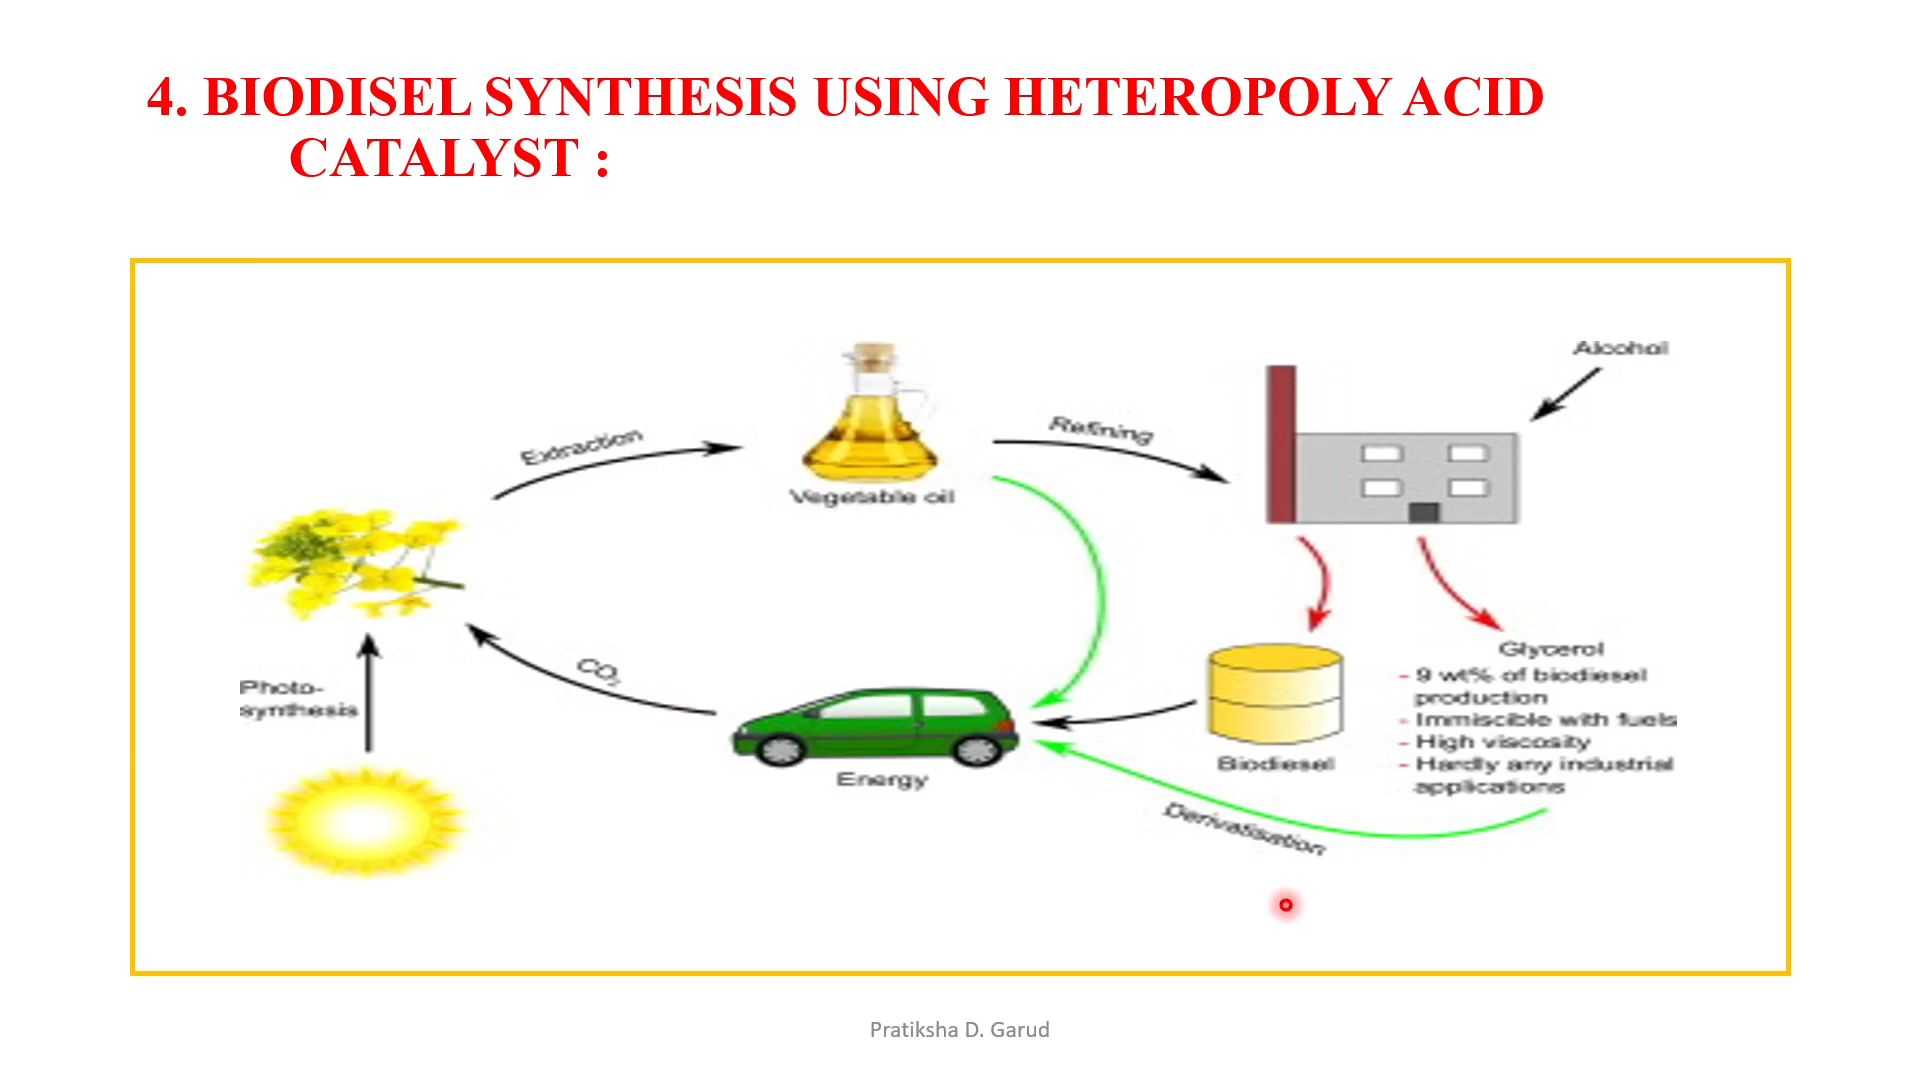 4. BIODISEL SYNTHESIS USING HETEROPOLY ACID
CATALYST :
Alcohol
Extraction
Refining
Vegetable oil
CO₂
Photo-
synthesis
Energy
Biodiesel
Glycerol
- 9 wt% of biodiesel
production
- Immiscible with fuels
- High viscosity
- Hardly any industrial
applications
Derivatisation
Pratiksha D. Garud